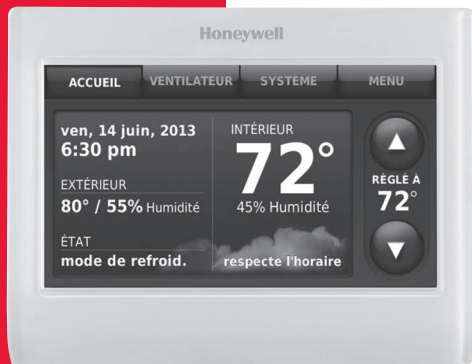 Honeywell
ACCUEIL VENTILATEUR SYSTÈME MENU
ven, 14 juin, 2013
6:30 pm
EXTÉRIEUR
80° / 55% Humidité
ÉTAT
mode de refroid.
INTÉRIEUR
72°
45% Humidité
respecte l'horaire
RÉGLÉ À
72°